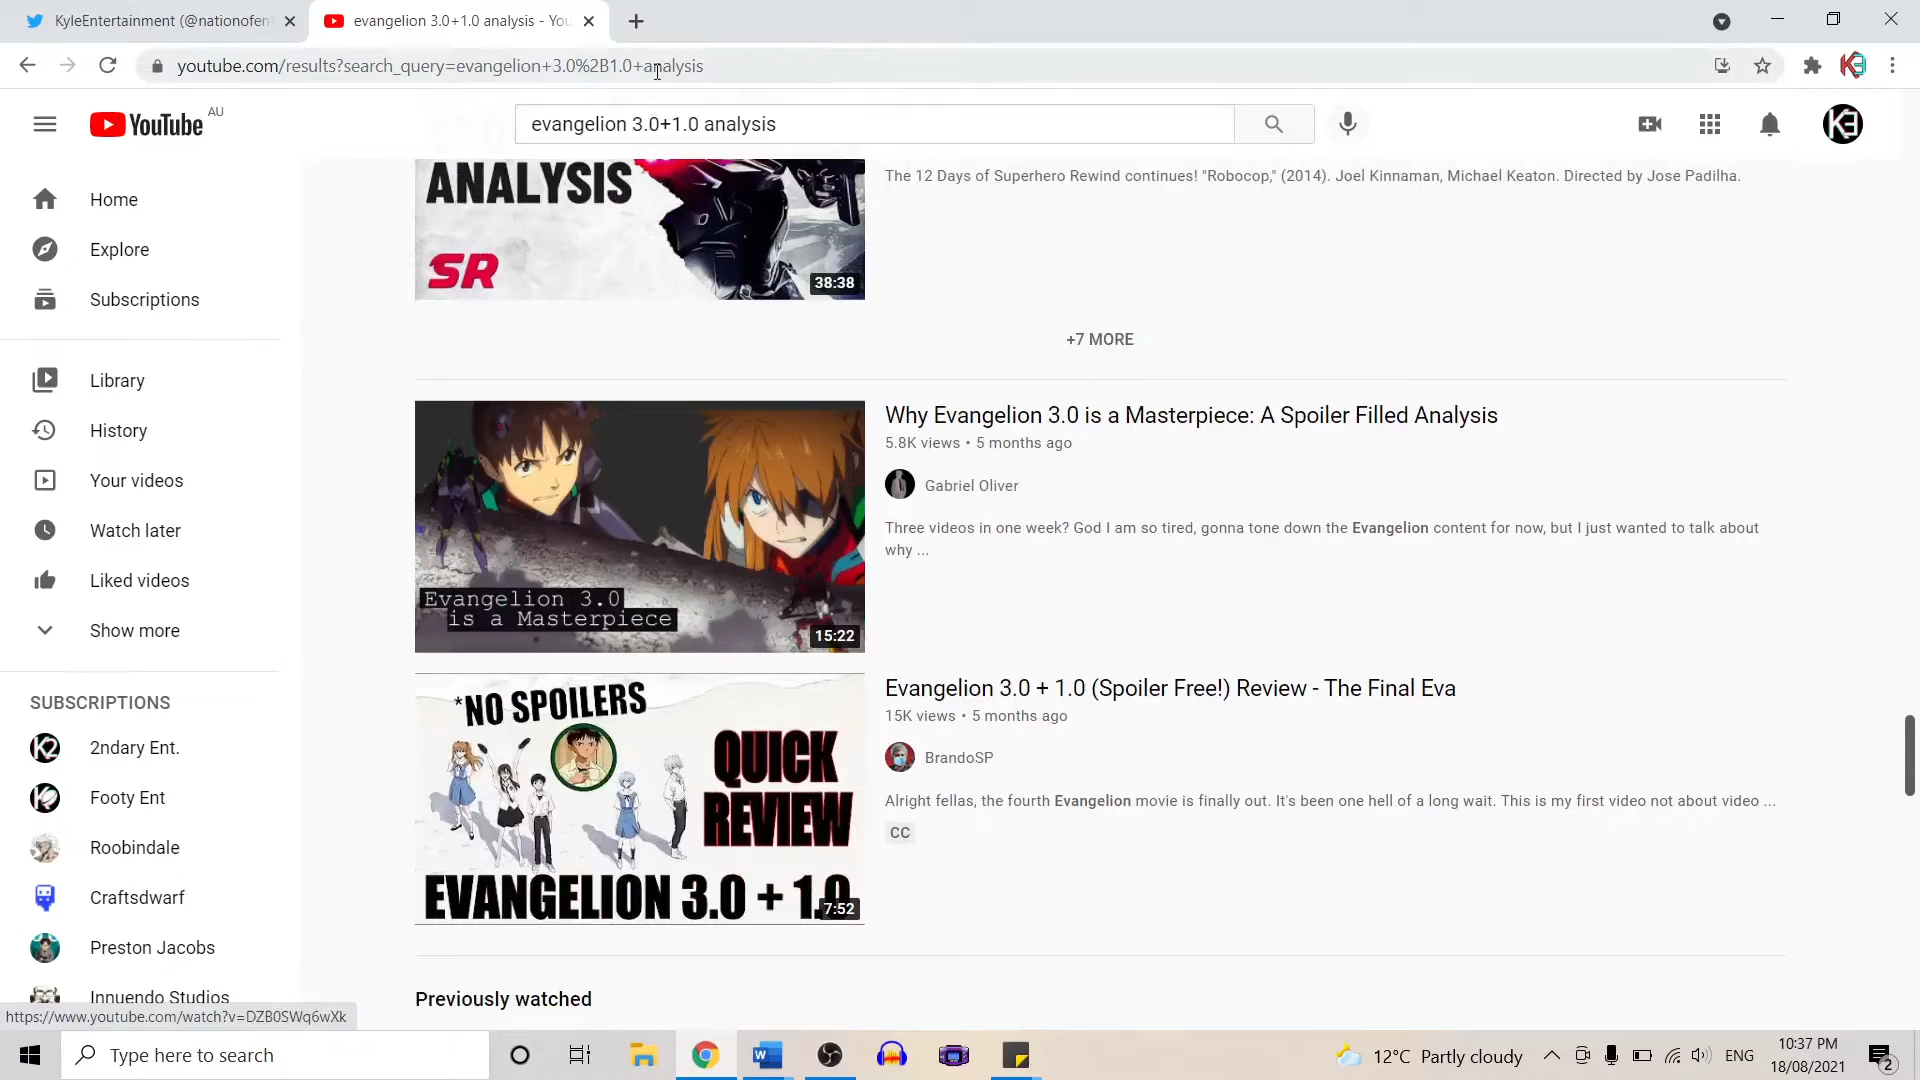 KyleEntertainment (@nationofen
evangelion 3.0+1.0 analysis - You
youtube.com/results?search_query=evangelion+3.0%2B1.0+analysis
YouTube AU
evangelion 3.0+1.0 analysis
Home
Explore
Subscriptions
Library
History
Your videos
Watch later
Liked videos
Show more
SUBSCRIPTIONS
2ndary Ent.
Footy Ent
Roobindale
Craftsdwarf
Preston Jacobs
Innuendo Studios
ANALYSIS
SR
38:38
The 12 Days of Superhero Rewind continues! "Robocop," (2014). Joel Kinnaman, Michael Keaton. Directed by Jose Padilha.
+7 MORE
Evangelion 3.0
is a Masterpiece
15:22
Why Evangelion 3.0 is a Masterpiece: A Spoiler Filled Analysis
5.8K views • 5 months ago
Gabriel Oliver
Three videos in one week? God I am so tired, gonna tone down the Evangelion content for now, but I just wanted to talk about
why ...
*NO SPOILERS
QUICK
REVIEW
EVANGELION 3.0 + 1.0
7:52
Evangelion 3.0 + 1.0 (Spoiler Free!) Review - The Final Eva
15K views • 5 months ago
BrandoSP
Alright fellas, the fourth Evangelion movie is finally out. It's been one hell of a long wait. This is my first video not about video ...
CC
Previously watched
https://www.youtube.com/watch?v=DZB0SWq6wXk
Type here to search
12°C Partly cloudy
ENG
10:37 PM
18/08/2021
2